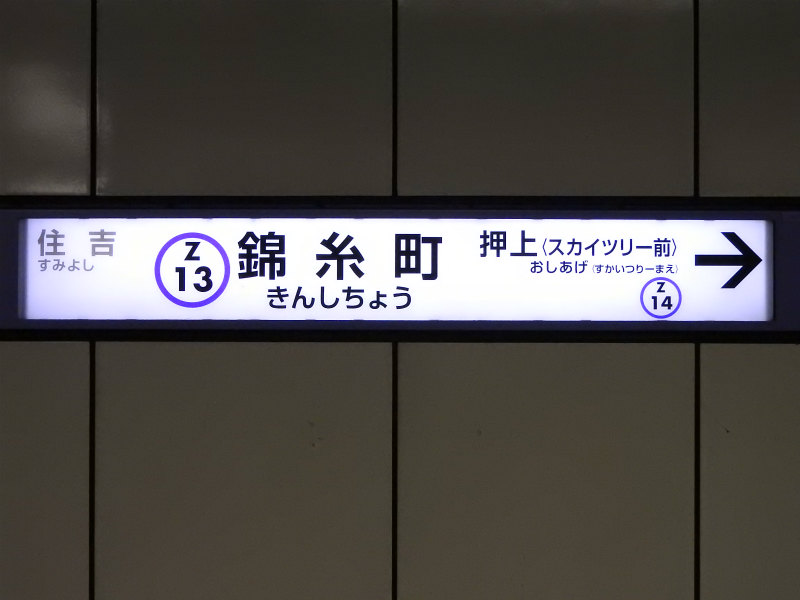 住吉
すみよし
Z
13
錦糸町
きんしちょう
押上〈スカイツリー前〉
おしあげ〈すかいつりーまえ〉
Z
14